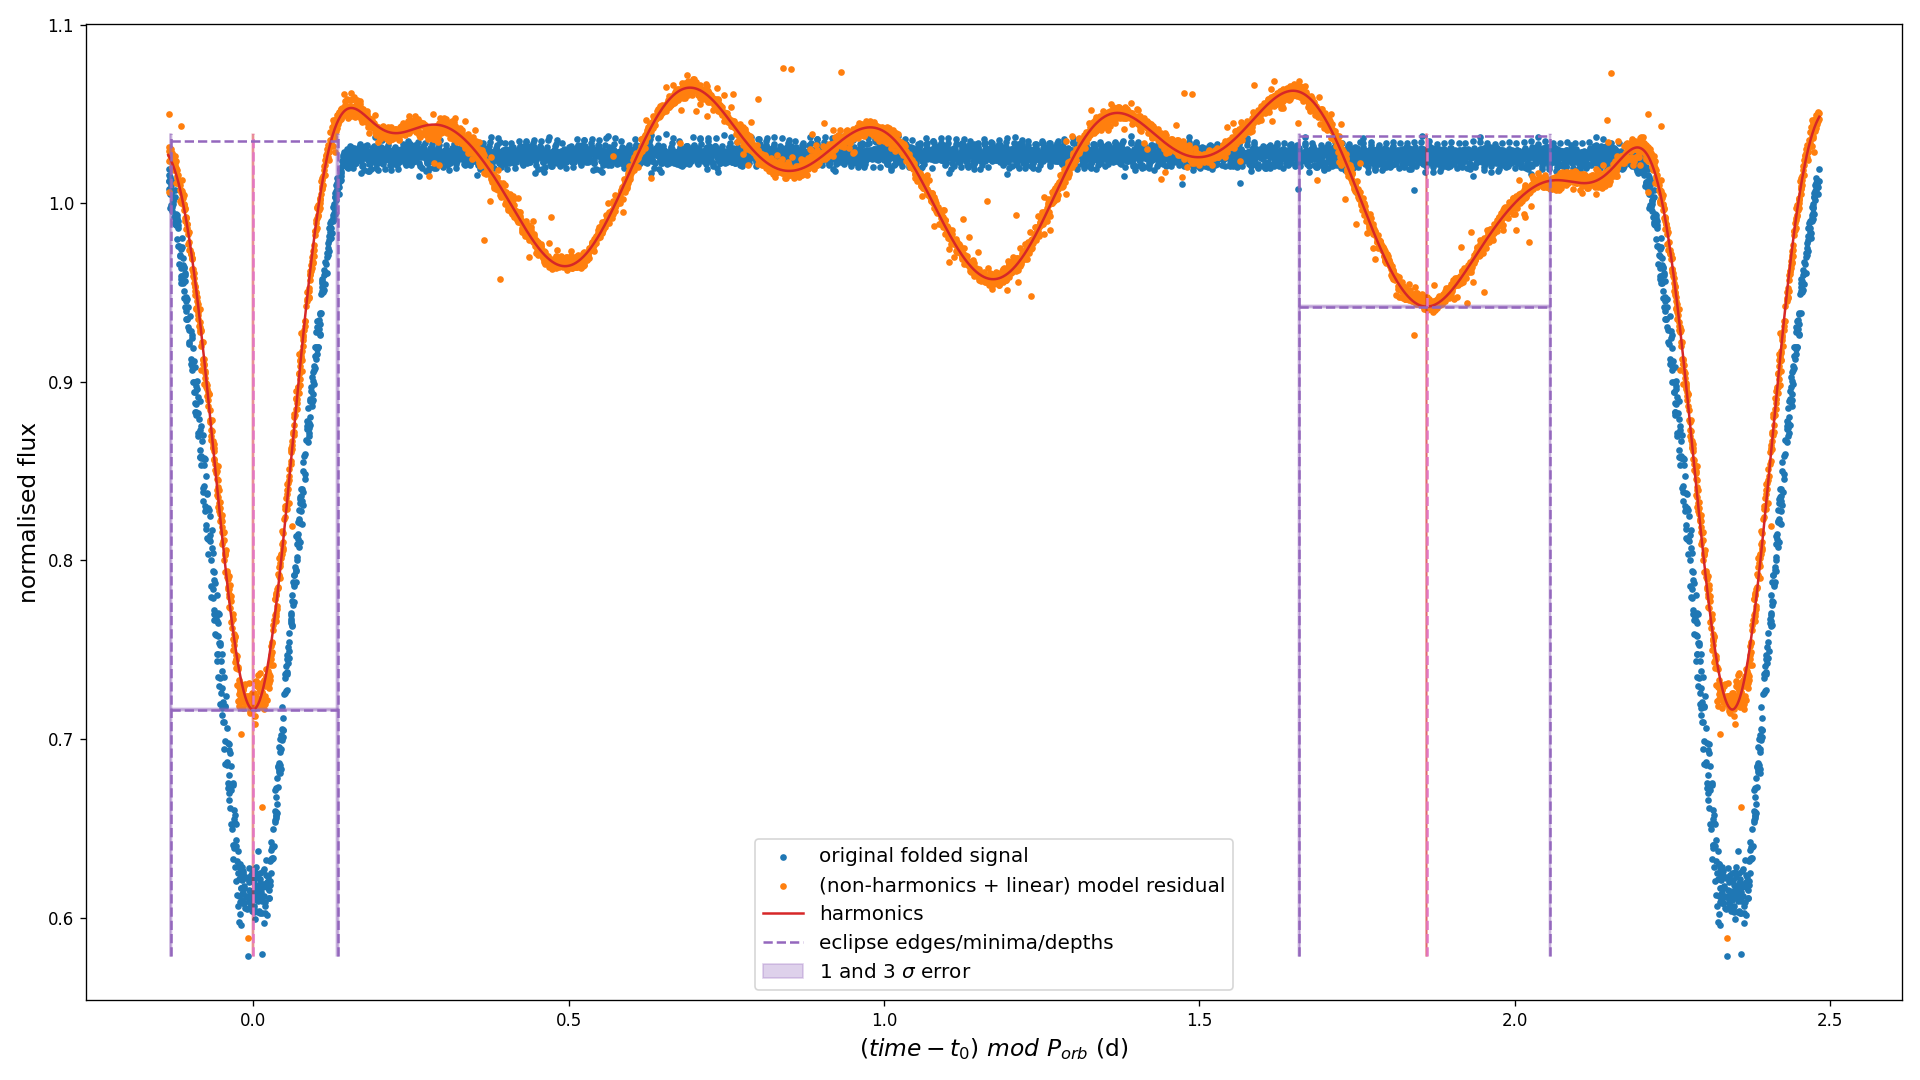 1.1
1.0
0.9
0.8
0.7
0.6
normalised flux
original folded signal
(non-harmonics + linear) model residual
harmonics
eclipse edges/minima/depths
1 and 3 σ error
0.0 0.5 1.0 1.5 2.0 2.5
(time − t₀) mod Pₒᵣb (d)